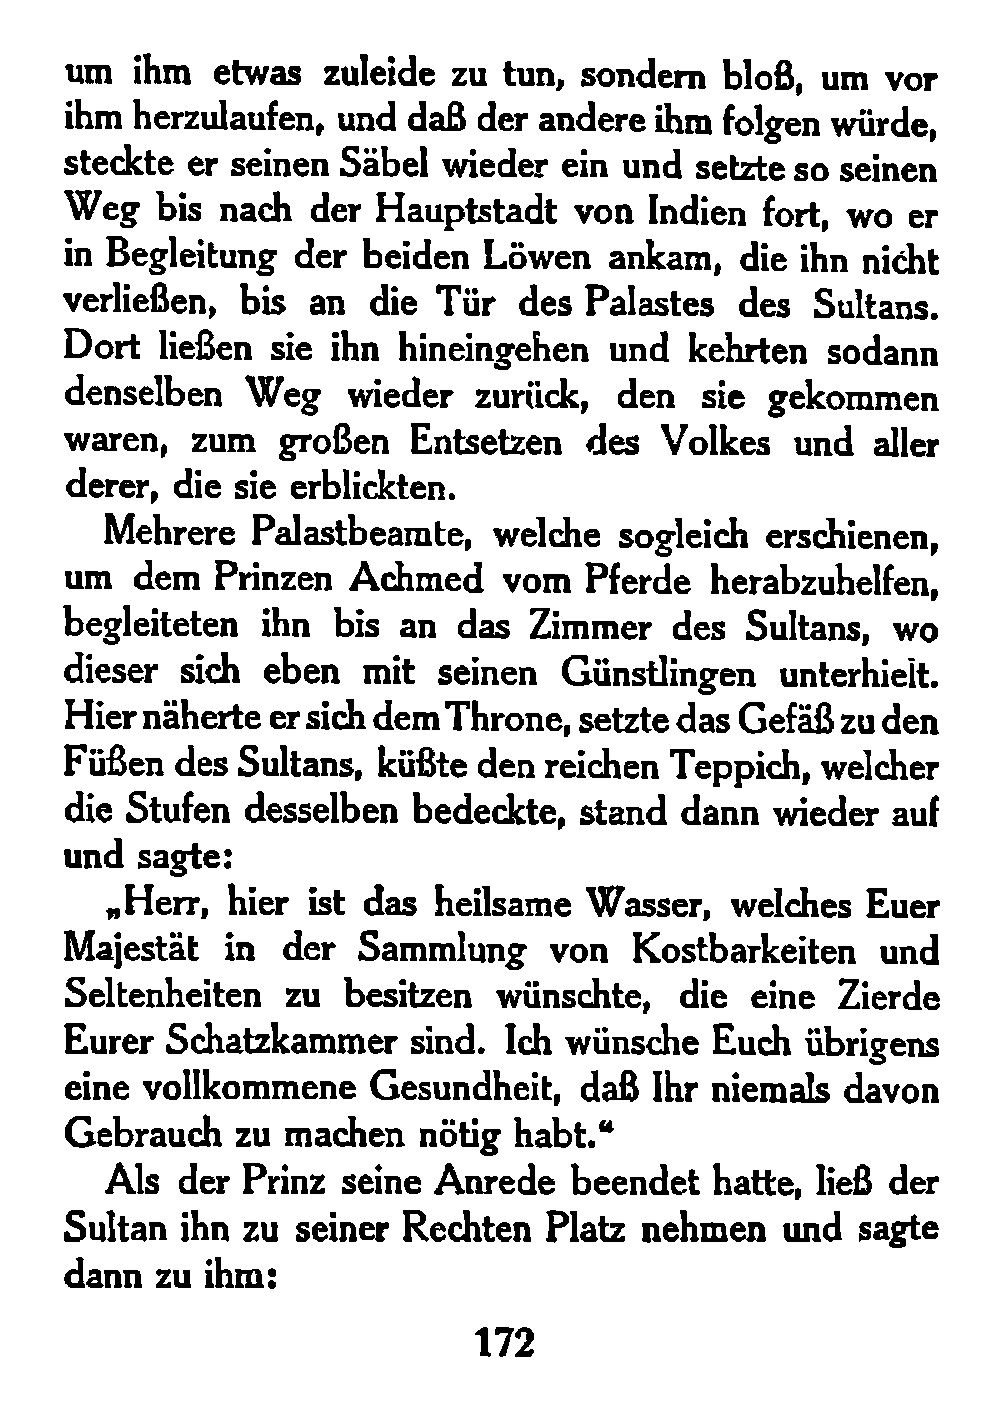 um ihm etwas zuleide zu tun, sondern bloß, um vor
ihm herzulaufen, und daß der andere ihm folgen würde,
steckte er seinen Säbel wieder ein und setzte so seinen
Weg bis nach der Hauptstadt von Indien fort, wo er
in Begleitung der beiden Löwen ankam, die ihn nicht
verließen, bis an die Tür des Palastes des Sultans.
Dort ließen sie ihn hineingehen und kehrten sodann
denselben Weg wieder zurück, den sie gekommen
waren, zum großen Entsetzen des Volkes und aller
derer, die sie erblickten.
Mehrere Palastbeamte, welche sogleich erschienen,
um dem Prinzen Achmed vom Pferde herabzuhelfen,
begleiteten ihn bis an das Zimmer des Sultans, wo
dieser sich eben mit seinen Günstlingen unterhielt.
Hier näherte er sich dem Throne, setzte das Gefäß zu den
Füßen des Sultans, küßte den reichen Teppich, welcher
die Stufen desselben bedeckte, stand dann wieder auf
und sagte:
„Herr, hier ist das heilsame Wasser, welches Euer
Majestät in der Sammlung von Kostbarkeiten und
Seltenheiten zu besitzen wünschte, die eine Zierde
Eurer Schatzkammer sind. Ich wünsche Euch übrigens
eine vollkommene Gesundheit, daß Ihr niemals davon
Gebrauch zu machen nötig habt.“
Als der Prinz seine Anrede beendet hatte, ließ der
Sultan ihn zu seiner Rechten Platz nehmen und sagte
dann zu ihm:
172